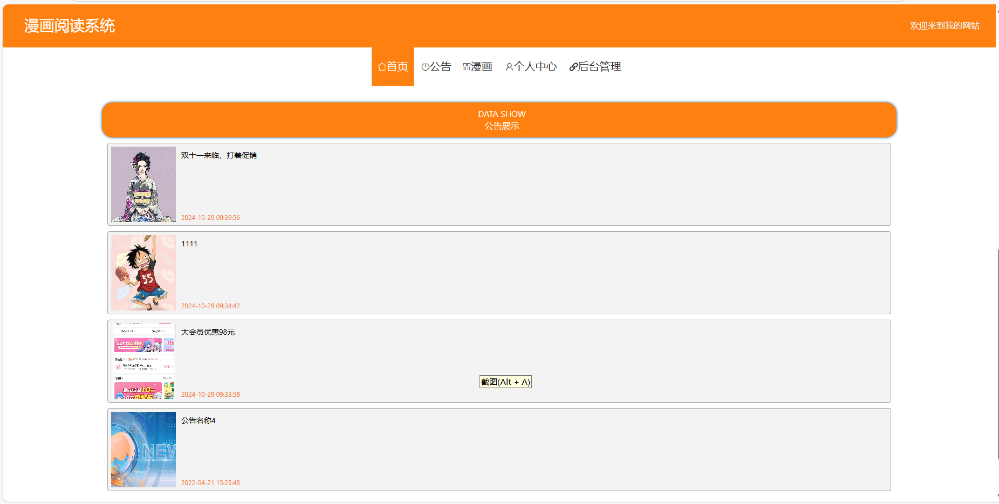 漫画阅读系统
欢迎来到我的网站
首页
公告
漫画
个人中心
后台管理
DATA SHOW
公告展示
双十一来临，打着促销
2024-10-29 09:39:56
1111
55
2024-10-29 09:34:42
大会员优惠98元
2024-10-29 09:33:58
截图(Alt + A)
公告名称4
NEW
2022-04-21 15:25:48